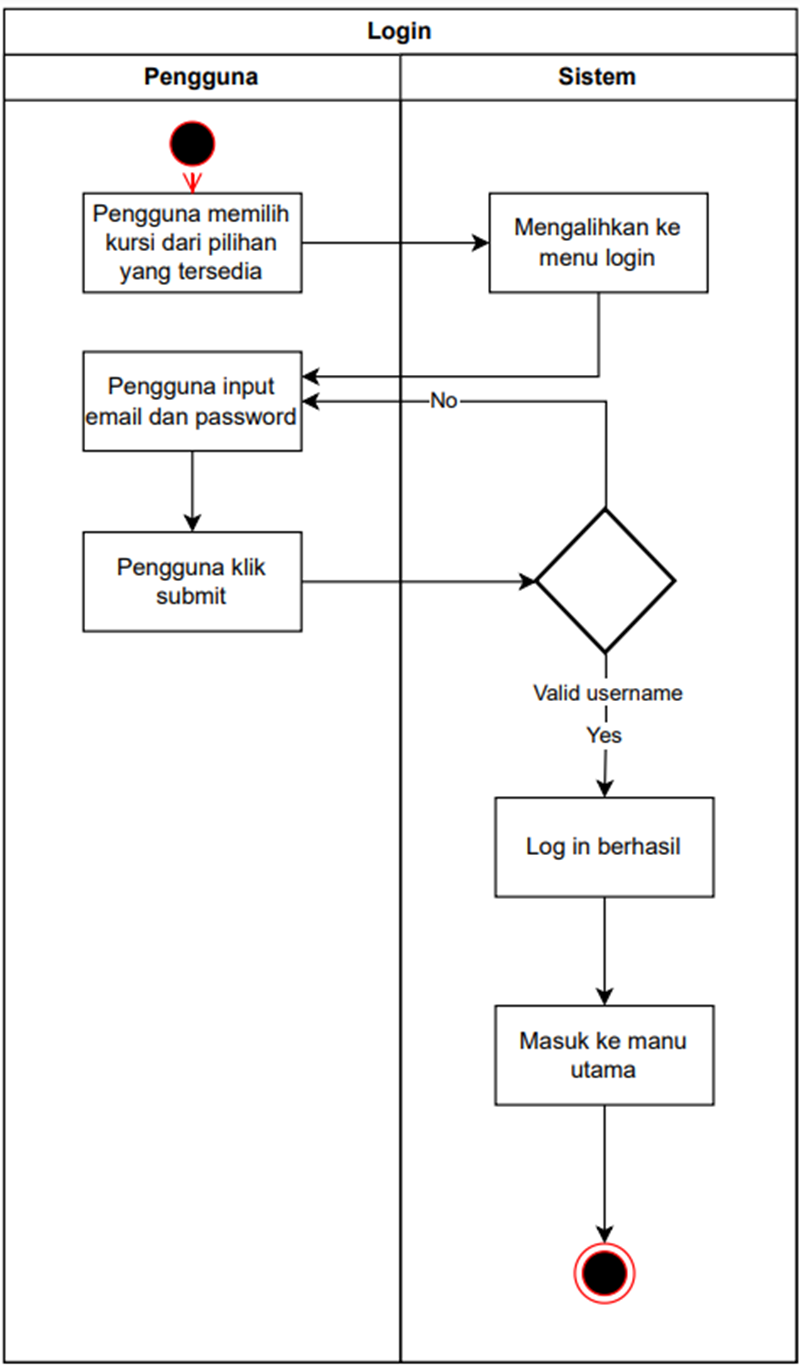 Login
Pengguna
Sistem
Pengguna memilih
kursi dari pilihan
yang tersedia
Mengalihkan ke
menu login
Pengguna input
email dan password
No
Pengguna klik
submit
Valid username
Yes
Log in berhasil
Masuk ke manu
utama